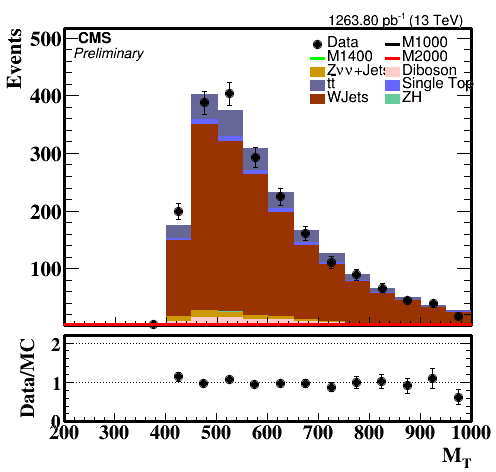 1263.80 pb⁻¹ (13 TeV)
CMS
Preliminary
Data
M1000
M1400
M2000
Zνν+Jets
Diboson
tt
Single Top
WJets
ZH
Events
500
400
300
200
100
Data/MC
2
1
0
200 300 400 500 600 700 800 900 1000
M_T